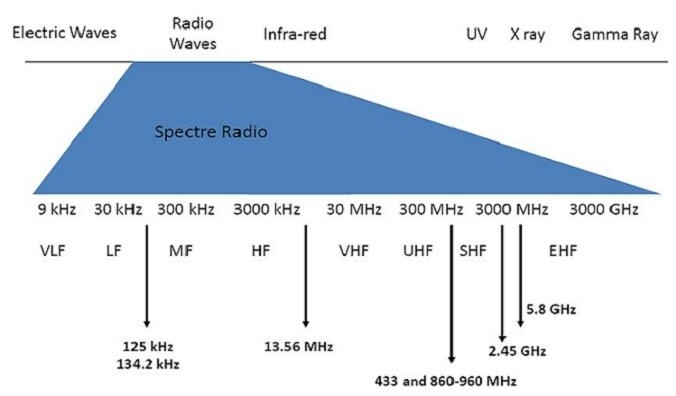 Electric Waves
Radio
Waves
Infra-red
UV
X ray
Gamma Ray
Spectre Radio
9 kHz
30 kHz
300 kHz
3000 kHz
30 MHz
300 MHz
3000 MHz
3000 GHz
VLF
LF
MF
HF
VHF
UHF
SHF
EHF
5.8 GHz
125 kHz
134.2 kHz
13.56 MHz
2.45 GHz
433 and 860-960 MHz